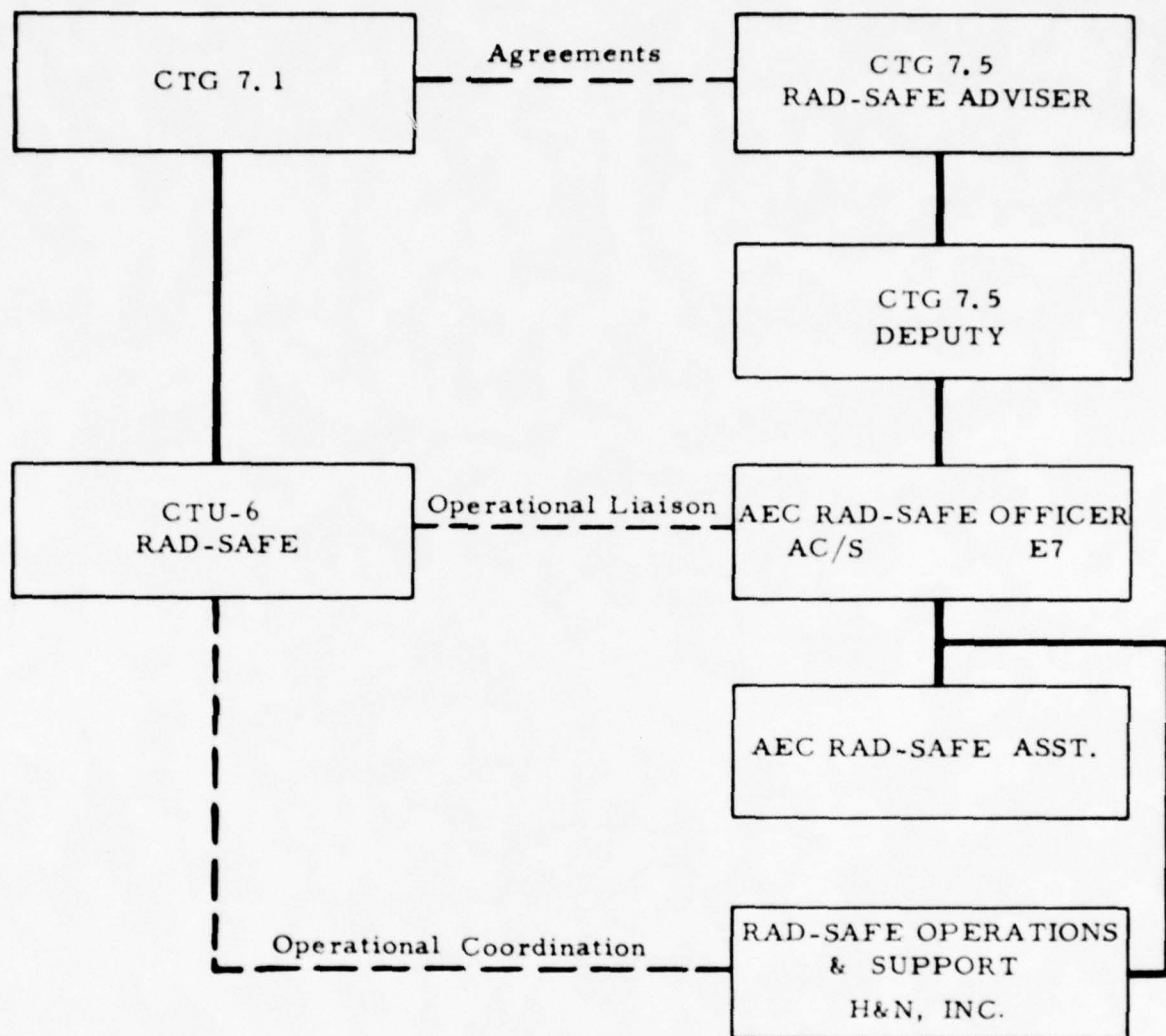 CTG 7.1
Agreements
CTG 7.5
RAD-SAFE ADVISER
CTG 7.5
DEPUTY
CTU-6
RAD-SAFE
Operational Liaison
AEC RAD-SAFE OFFICER
AC/S E7
AEC RAD-SAFE ASST.
Operational Coordination
RAD-SAFE OPERATIONS
& SUPPORT
H&N, INC.